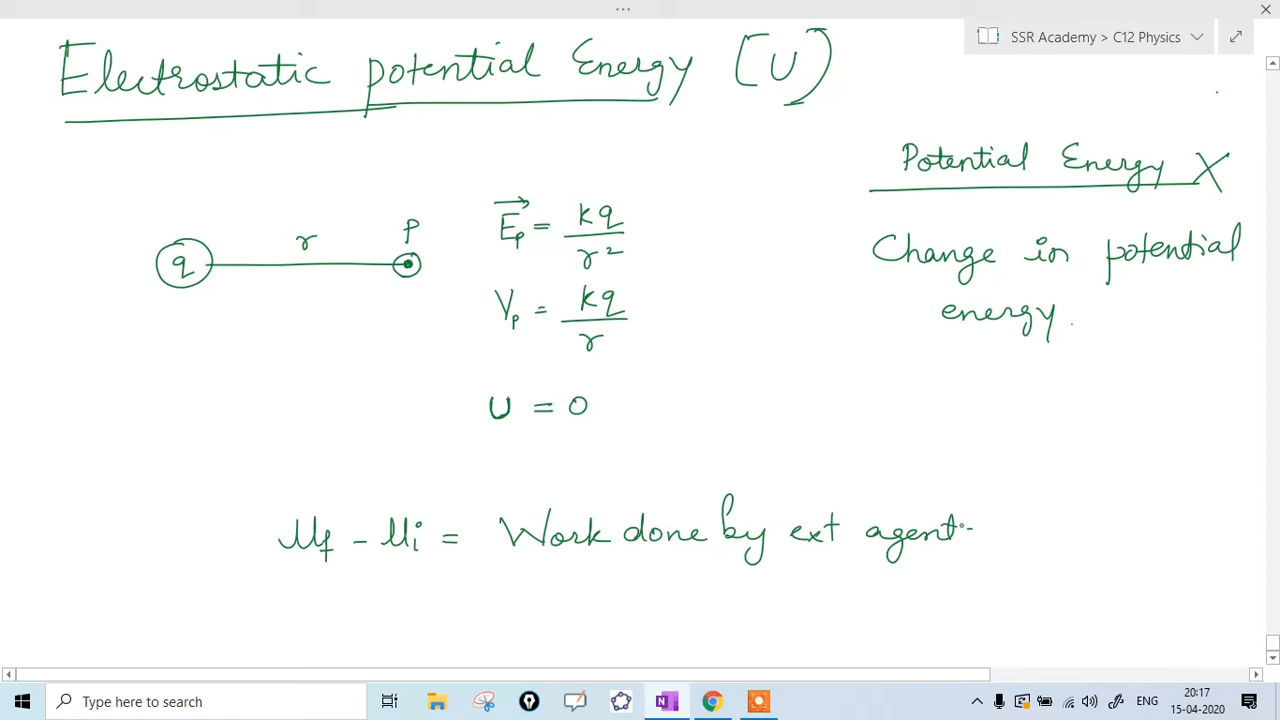 SSR Academy > C12 Physics
Electrostatic potential Energy [U]
Potential Energy X
Change in potential
energy.
q r P
E⃗p = kq / r²
Vp = kq / r
U = 0
Uf - Ui = Work done by ext agent.
Type here to search
ENG
20:17
15-04-2020